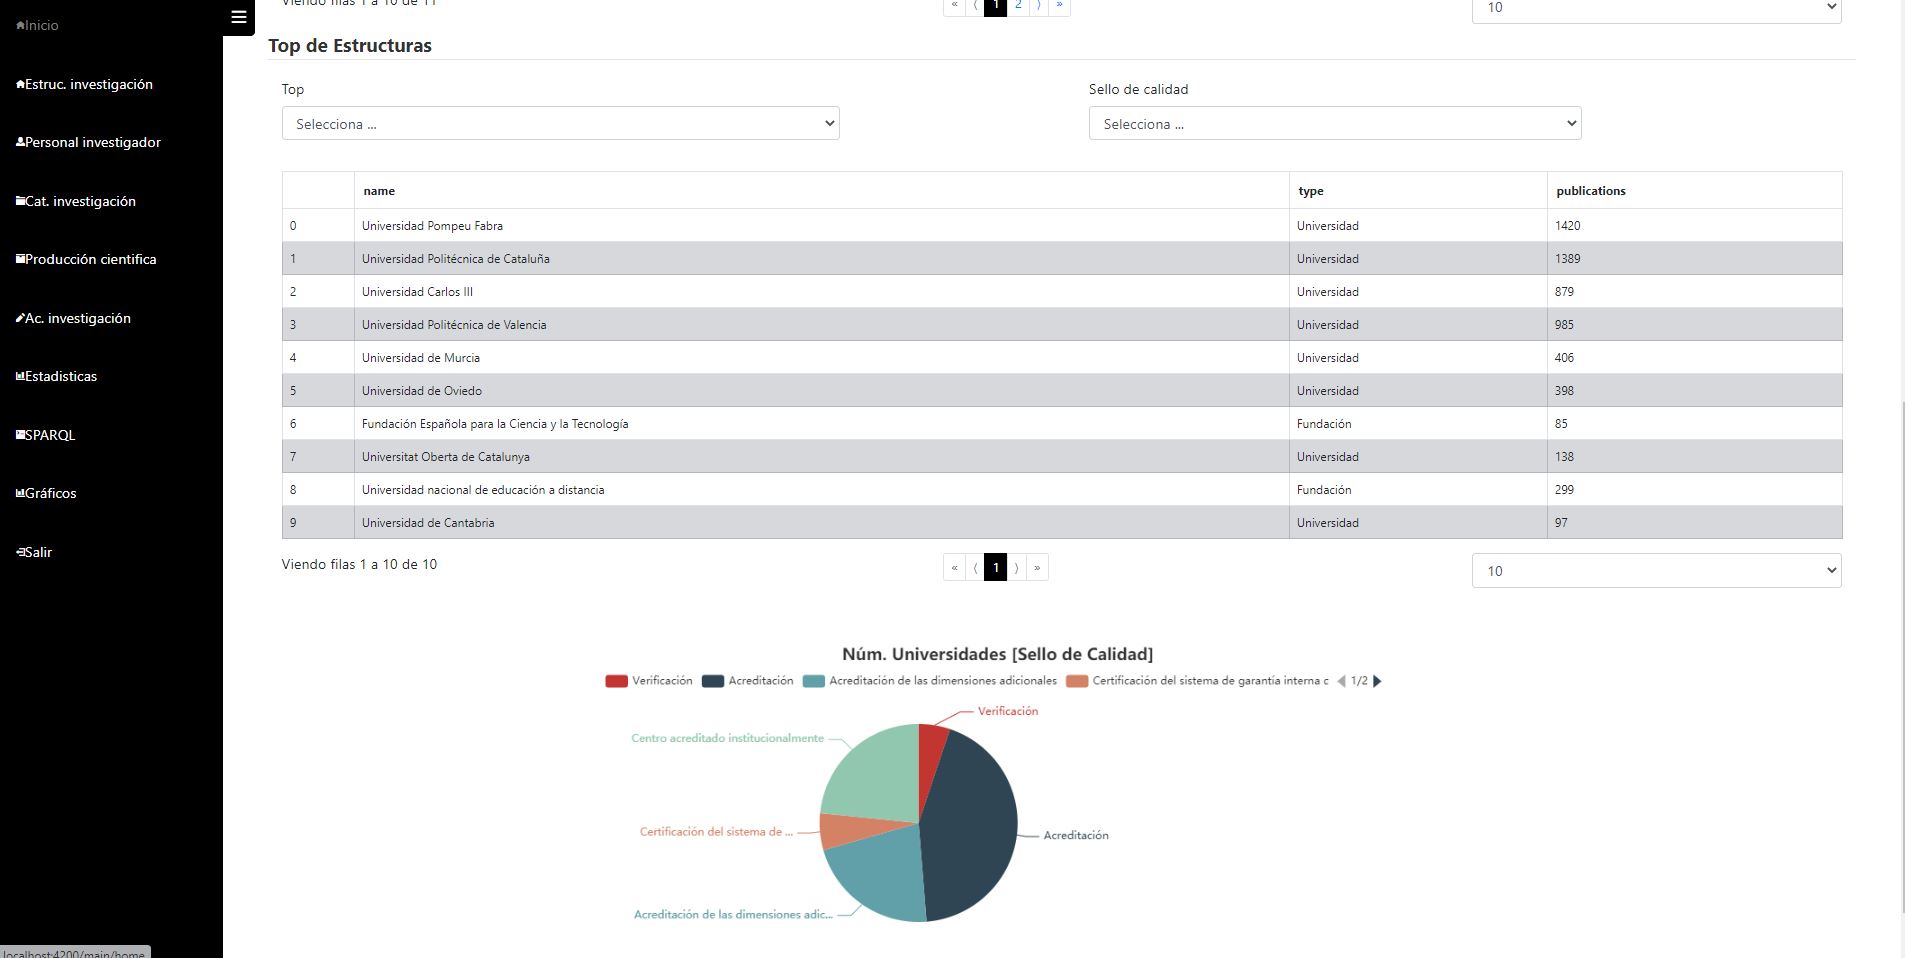 Inicio
Estruc. investigación
Personal investigador
Cat. investigación
Producción cientifica
Ac. investigación
Estadisticas
SPARQL
Gráficos
Salir
localhost:4200/main/home
Viendo filas 1 a 10 de 11
« ⟨ 1 2 ⟩ »
10
Top de Estructuras
Top Sello de calidad
Selecciona ... Selecciona ...
name type publications
0 Universidad Pompeu Fabra Universidad 1420
1 Universidad Politécnica de Cataluña Universidad 1389
2 Universidad Carlos III Universidad 879
3 Universidad Politécnica de Valencia Universidad 985
4 Universidad de Murcia Universidad 406
5 Universidad de Oviedo Universidad 398
6 Fundación Española para la Ciencia y la Tecnología Fundación 85
7 Universitat Oberta de Catalunya Universidad 138
8 Universidad nacional de educación a distancia Fundación 299
9 Universidad de Cantabria Universidad 97
Viendo filas 1 a 10 de 10 « ⟨ 1 ⟩ » 10
Núm. Universidades [Sello de Calidad]
Verificación Acreditación Acreditación de las dimensiones adicionales Certificación del sistema de garantía interna c 1/2
Verificación
Centro acreditado institucionalmente
Certificación del sistema de ...
Acreditación
Acreditación de las dimensiones adic...